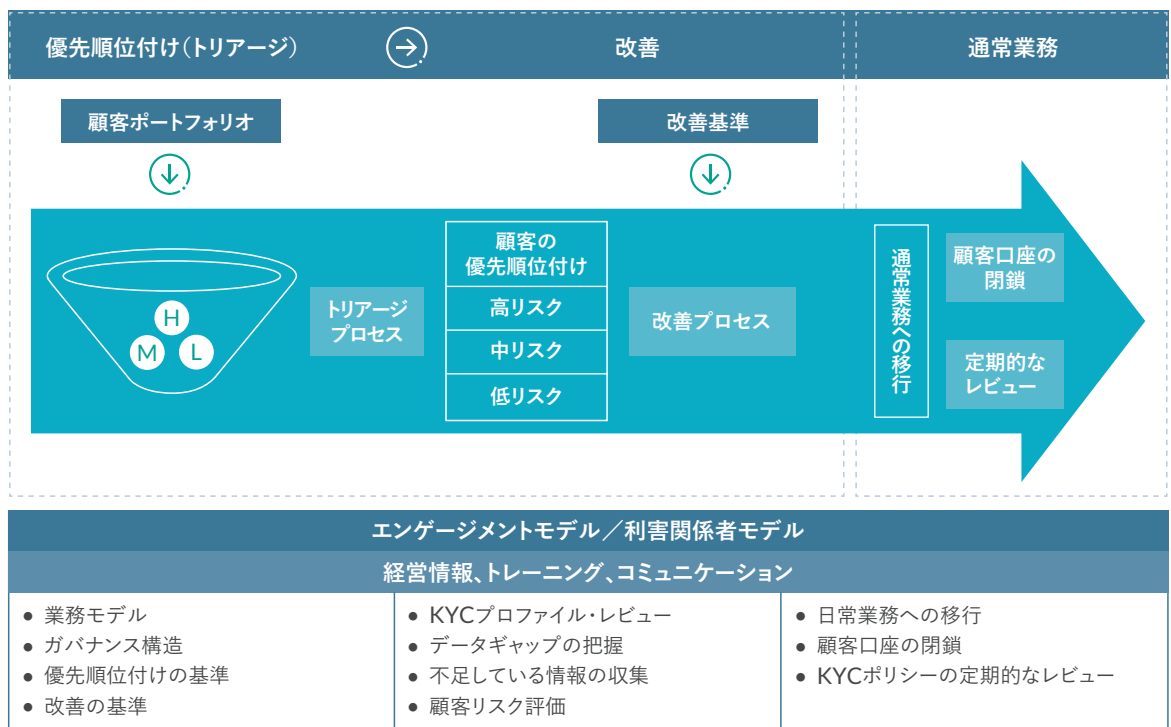 優先順位付け(トリアージ)
改善
通常業務
顧客ポートフォリオ
改善基準
H
M
L
トリアージ
プロセス
顧客の
優先順位付け
高リスク
中リスク
低リスク
改善プロセス
通常業務への移行
顧客口座の
閉鎖
定期的な
レビュー
エンゲージメントモデル／利害関係者モデル
経営情報、トレーニング、コミュニケーション
● 業務モデル
● ガバナンス構造
● 優先順位付けの基準
● 改善の基準
● KYCプロファイル・レビュー
● データギャップの把握
● 不足している情報の収集
● 顧客リスク評価
● 日常業務への移行
● 顧客口座の閉鎖
● KYCポリシーの定期的なレビュー